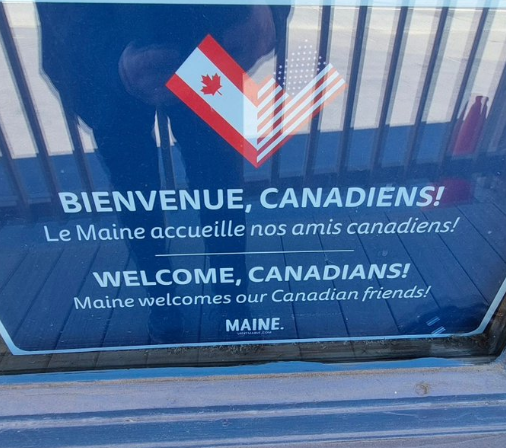 BIENVENUE, CANADIENS!
Le Maine accueille nos amis canadiens!
WELCOME, CANADIANS!
Maine welcomes our Canadian friends!
MAINE.